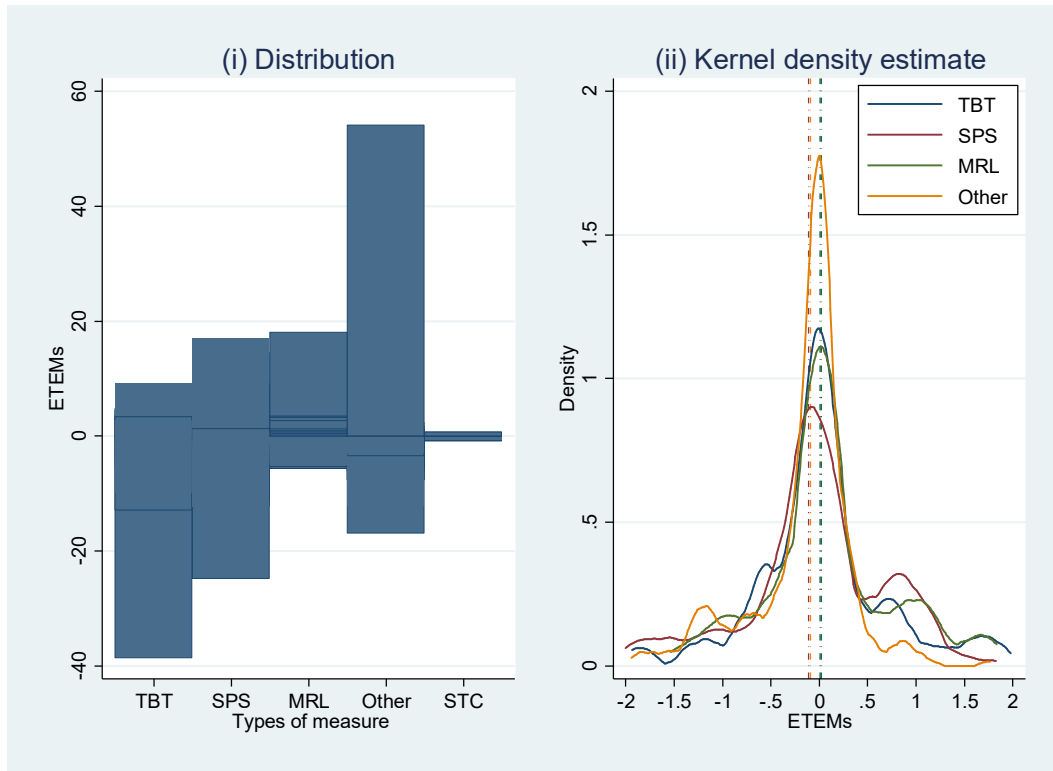 (i) Distribution
60
40
20
0
-20
-40
ETEMs
TBT SPS MRL Other STC
Types of measure
(ii) Kernel density estimate
2
1.5
1
.5
0
Density
TBT
SPS
MRL
Other
-2 -1.5 -1 -.5 0 .5 1 1.5 2
ETEMs